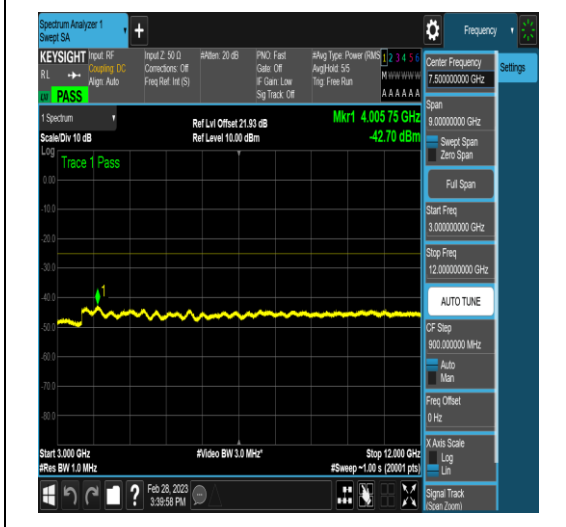 Spectrum Analyzer 1
Swept SA
Frequency
KEYSIGHT
RL
Input: RF
Coupling: DC
Align: Auto
Input Z: 50 Ω
Corrections: Off
Freq Ref: Int (S)
#Atten: 20 dB
PNO: Fast
Gate: Off
IF Gain: Low
Sig Track: Off
#Avg Type: Power (RMS)
Avg|Hold: 5/5
Trig: Free Run
1 2 3 4 5 6
M W W W W W
A A A A A A
PASS
1 Spectrum
Scale/Div 10 dB
Ref Lvl Offset 21.93 dB
Ref Level 10.00 dBm
Mkr1 4.005 75 GHz
-42.70 dBm
Log
Trace 1 Pass
0.00
-10.0
-20.0
-30.0
-40.0
-50.0
-60.0
-70.0
-80.0
1
Start 3.000 GHz
#Res BW 1.0 MHz
#Video BW 3.0 MHz*
Stop 12.000 GHz
#Sweep ~1.00 s (20001 pts)
Feb 28, 2023
3:39:58 PM
?
Settings
Center Frequency
7.500000000 GHz
Span
9.00000000 GHz
Swept Span
Zero Span
Full Span
Start Freq
3.000000000 GHz
Stop Freq
12.000000000 GHz
AUTO TUNE
CF Step
900.000000 MHz
Auto
Man
Freq Offset
0 Hz
X Axis Scale
Log
Lin
Signal Track
(Span Zoom)